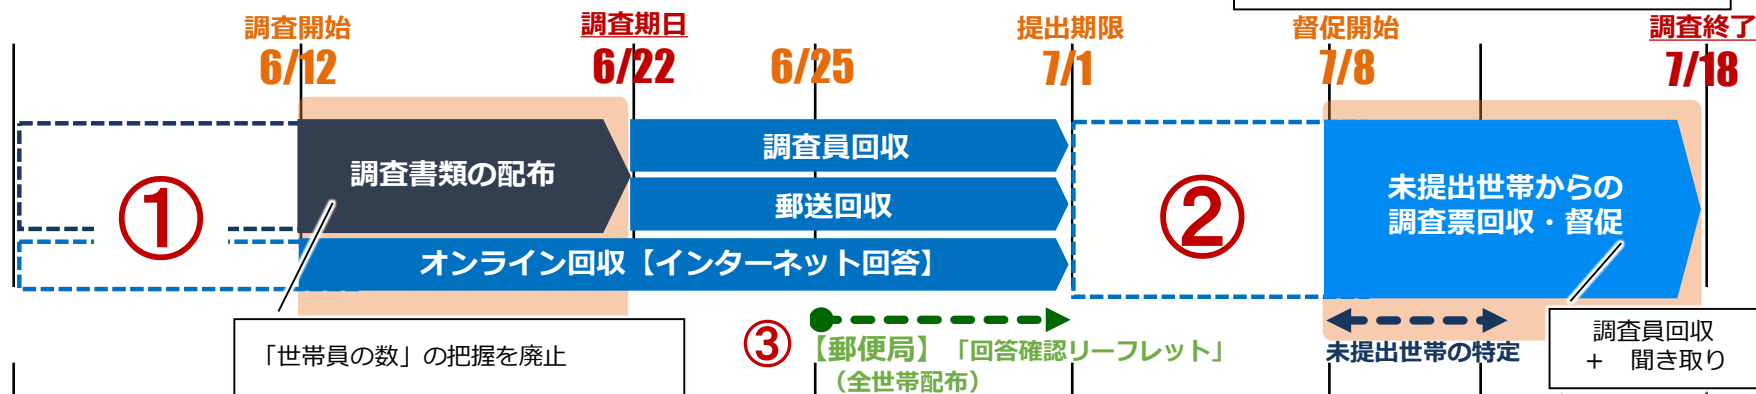 調査開始
6/12
調査期日
6/22
6/25
提出期限
7/1
督促開始
7/8
調査終了
7/18
①
調査書類の配布
調査員回収
郵送回収
オンライン回収【インターネット回答】
②
未提出世帯からの
調査票回収・督促
「世帯員の数」の把握を廃止
③
【郵便局】「回答確認リーフレット」
（全世帯配布）
未提出世帯の特定
調査員回収
+ 聞き取り